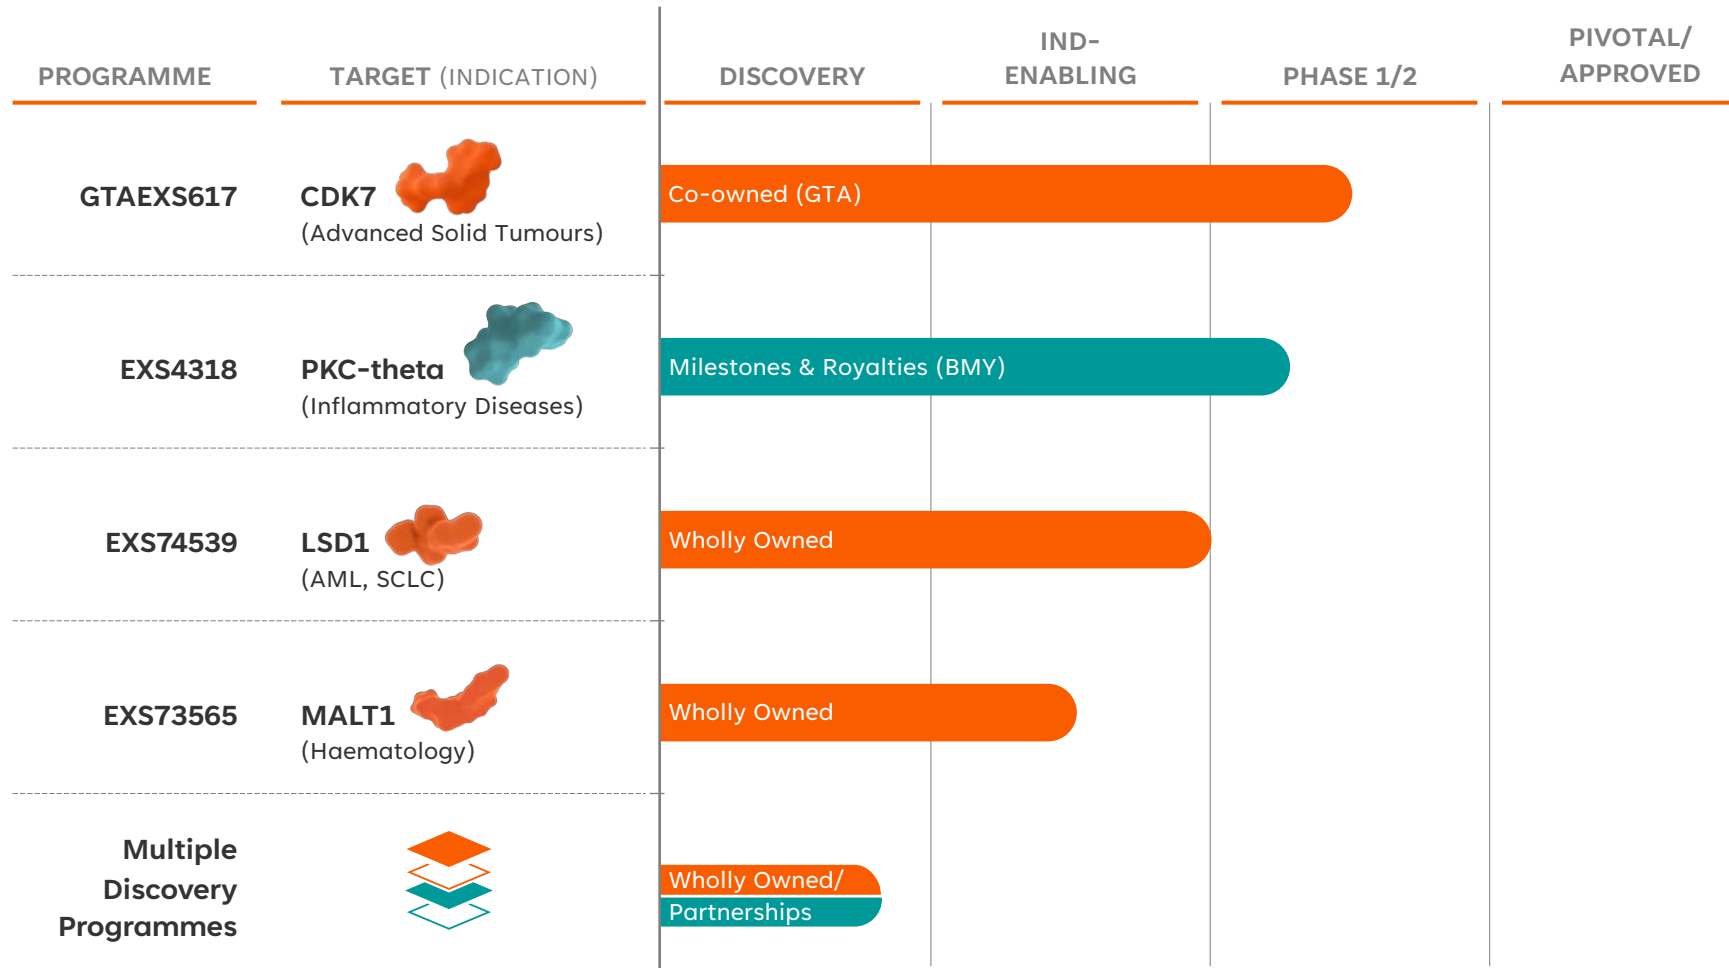 PROGRAMME
TARGET (INDICATION)
DISCOVERY
IND-
ENABLING
PHASE 1/2
PIVOTAL/
APPROVED
GTAEXS617
CDK7
(Advanced Solid Tumours)
Co-owned (GTA)
EXS4318
PKC-theta
(Inflammatory Diseases)
Milestones & Royalties (BMY)
EXS74539
LSD1
(AML, SCLC)
Wholly Owned
EXS73565
MALT1
(Haematology)
Wholly Owned
Multiple
Discovery
Programmes
Wholly Owned/
Partnerships